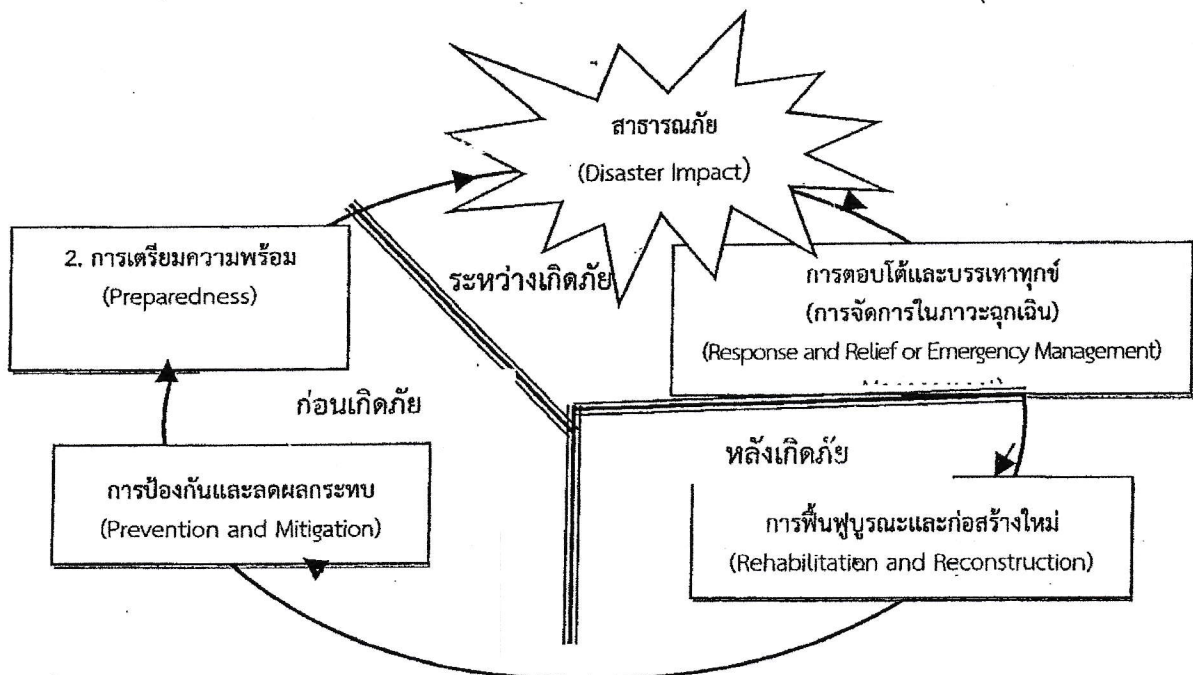 สาธารณภัย
(Disaster Impact)
2. การเตรียมความพร้อม
(Preparedness)
ระหว่างเกิดภัย
การตอบโต้และบรรเทาทุกข์
(การจัดการในภาวะฉุกเฉิน)
(Response and Relief or Emergency Management)
ก่อนเกิดภัย
หลังเกิดภัย
การป้องกันและลดผลกระทบ
(Prevention and Mitigation)
การฟื้นฟูบูรณะและก่อสร้างใหม่
(Rehabilitation and Reconstruction)